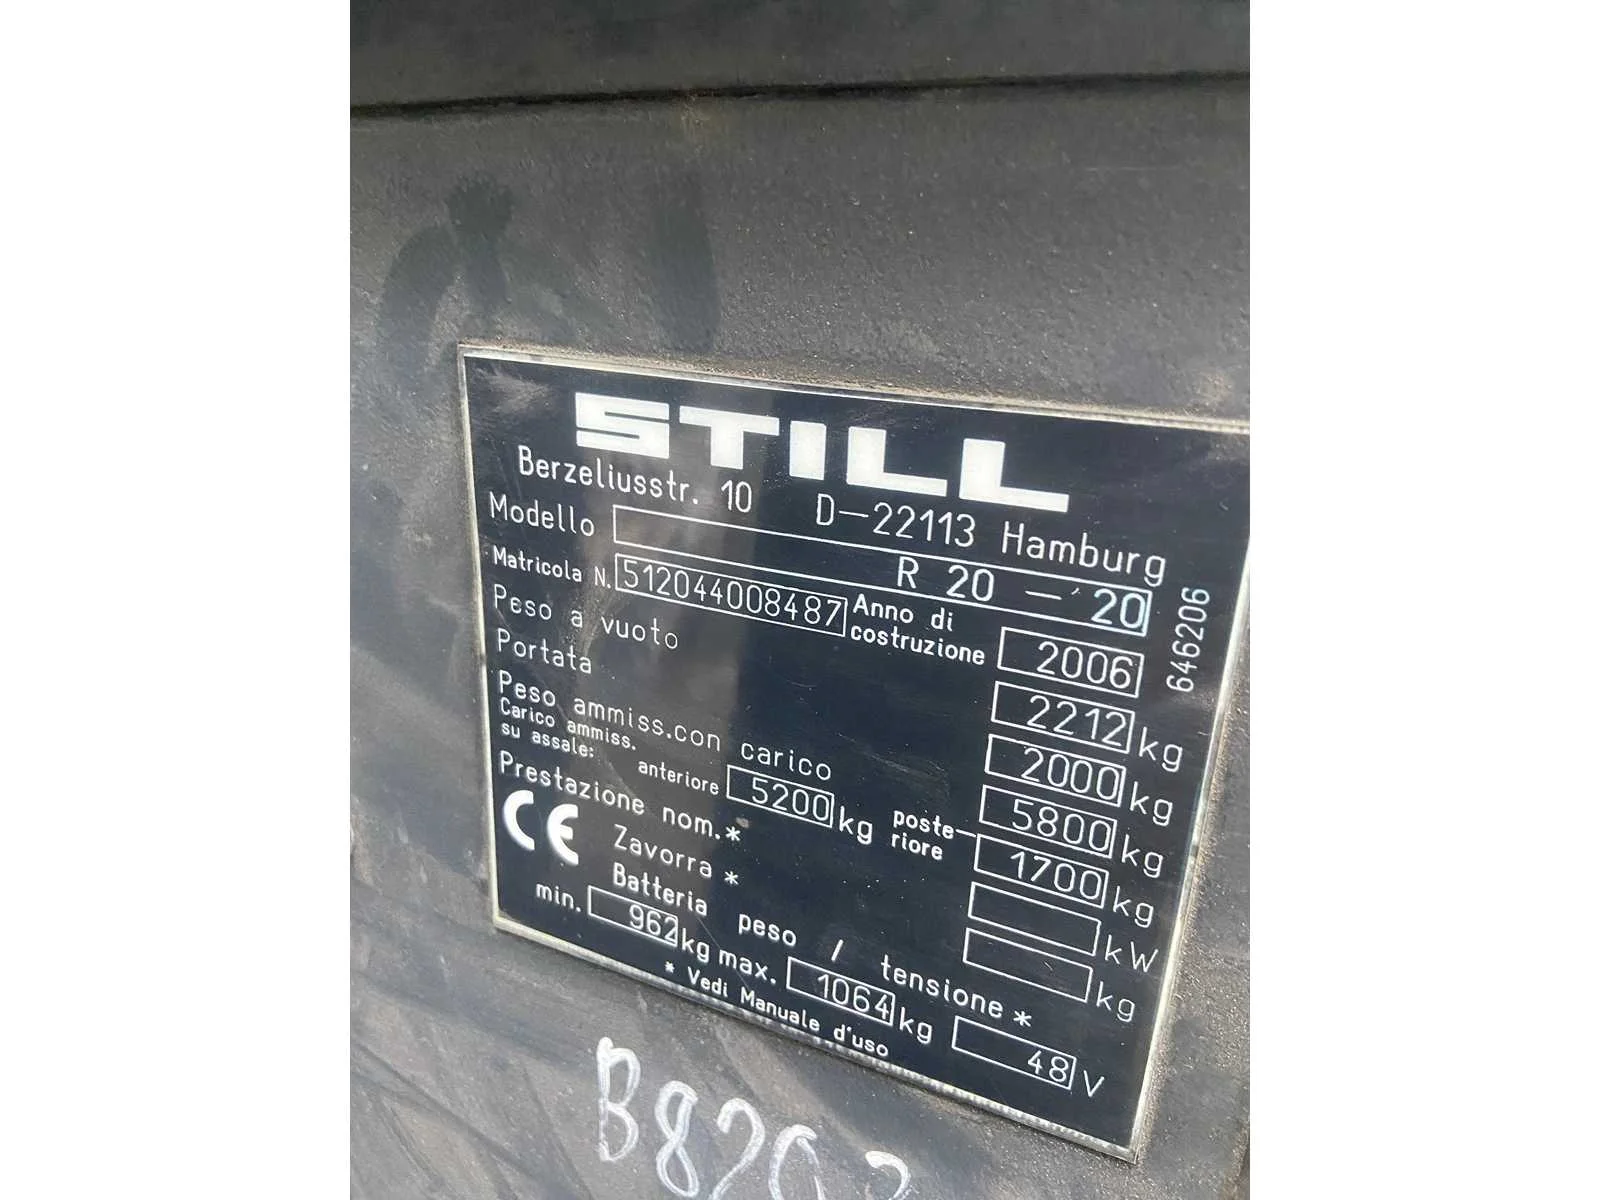 STILL
Berzeliusstr. 10 D-22113 Hamburg
Modello R 20 - 20
Matricola N. 512044008487 Anno di costruzione 2006
646206
Peso a vuoto 2212 kg
Portata 2000 kg
Peso ammiss.con carico 5800 kg
Carico ammiss. su assale: anteriore 5200 kg poste-riore 1700 kg
Prestazione nom.* kW
CE Zavorra * kg
Batteria peso / tensione *
min. 962 kg max. 1064 kg 48 V
* Vedi Manuale d'uso